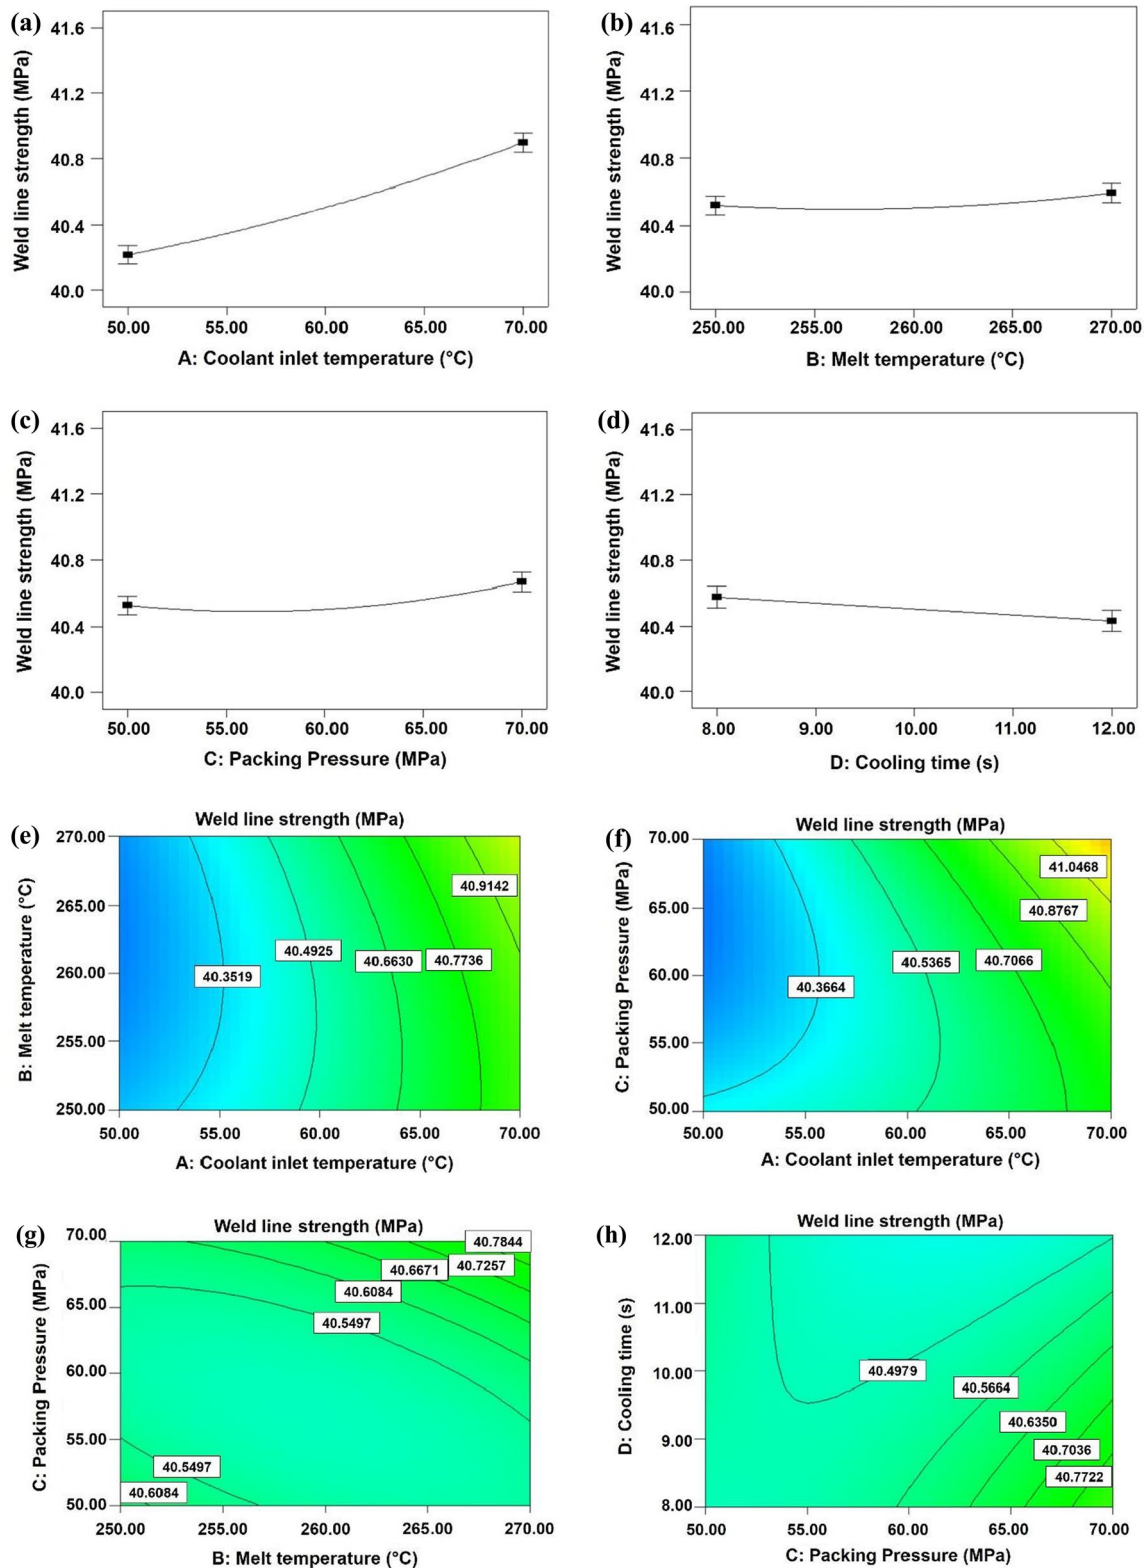 (a)
Weld line strength (MPa)
41.6
41.2
40.8
40.4
40.0
50.00 55.00 60.00 65.00 70.00
A: Coolant inlet temperature (°C)
(b)
Weld line strength (MPa)
41.6
41.2
40.8
40.4
40.0
250.00 255.00 260.00 265.00 270.00
B: Melt temperature (°C)
(c)
Weld line strength (MPa)
41.6
41.2
40.8
40.4
40.0
50.00 55.00 60.00 65.00 70.00
C: Packing Pressure (MPa)
(d)
Weld line strength (MPa)
41.6
41.2
40.8
40.4
40.0
8.00 9.00 10.00 11.00 12.00
D: Cooling time (s)
(e)
Weld line strength (MPa)
B: Melt temperature (°C)
270.00
265.00
260.00
255.00
250.00
40.9142
40.4925
40.6630
40.7736
40.3519
50.00 55.00 60.00 65.00 70.00
A: Coolant inlet temperature (°C)
(f)
Weld line strength (MPa)
C: Packing Pressure (MPa)
70.00
65.00
60.00
55.00
50.00
41.0468
40.8767
40.5365
40.7066
40.3664
50.00 55.00 60.00 65.00 70.00
A: Coolant inlet temperature (°C)
(g)
Weld line strength (MPa)
C: Packing Pressure (MPa)
70.00
65.00
60.00
55.00
50.00
40.7844
40.7257
40.6671
40.6084
40.5497
40.5497
40.6084
250.00 255.00 260.00 265.00 270.00
B: Melt temperature (°C)
(h)
Weld line strength (MPa)
D: Cooling time (s)
12.00
11.00
10.00
9.00
8.00
40.4979
40.5664
40.6350
40.7036
40.7722
50.00 55.00 60.00 65.00 70.00
C: Packing Pressure (MPa)